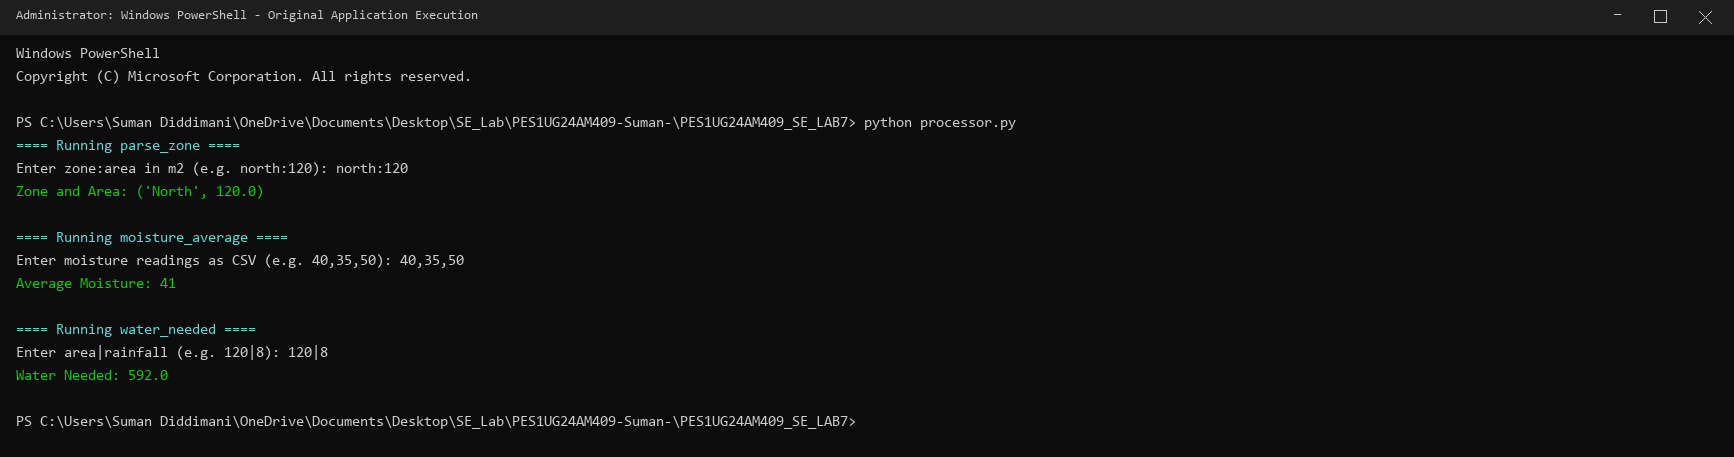 Administrator: Windows PowerShell - Original Application Execution
Windows PowerShell
Copyright (C) Microsoft Corporation. All rights reserved.
PS C:\Users\Suman Diddimani\OneDrive\Documents\Desktop\SE_Lab\PES1UG24AM409-Suman-\PES1UG24AM409_SE_LAB7> python processor.py
==== Running parse_zone ====
Enter zone:area in m2 (e.g. north:120): north:120
Zone and Area: ('North', 120.0)
==== Running moisture_average ====
Enter moisture readings as CSV (e.g. 40,35,50): 40,35,50
Average Moisture: 41
==== Running water_needed ====
Enter area|rainfall (e.g. 120|8): 120|8
Water Needed: 592.0
PS C:\Users\Suman Diddimani\OneDrive\Documents\Desktop\SE_Lab\PES1UG24AM409-Suman-\PES1UG24AM409_SE_LAB7>